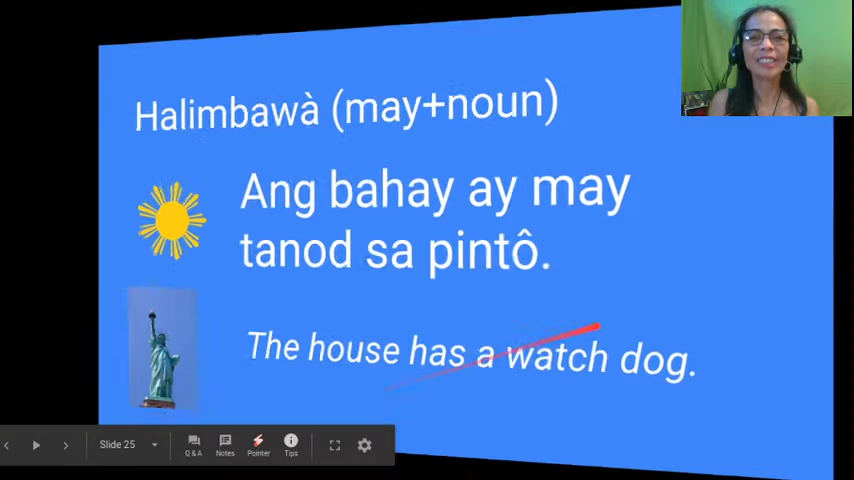 Halimbawà (may+noun)
Ang bahay ay may
tanod sa pintô.
The house has a watch dog.
Slide 25
Q & A
Notes
Pointer
Tips